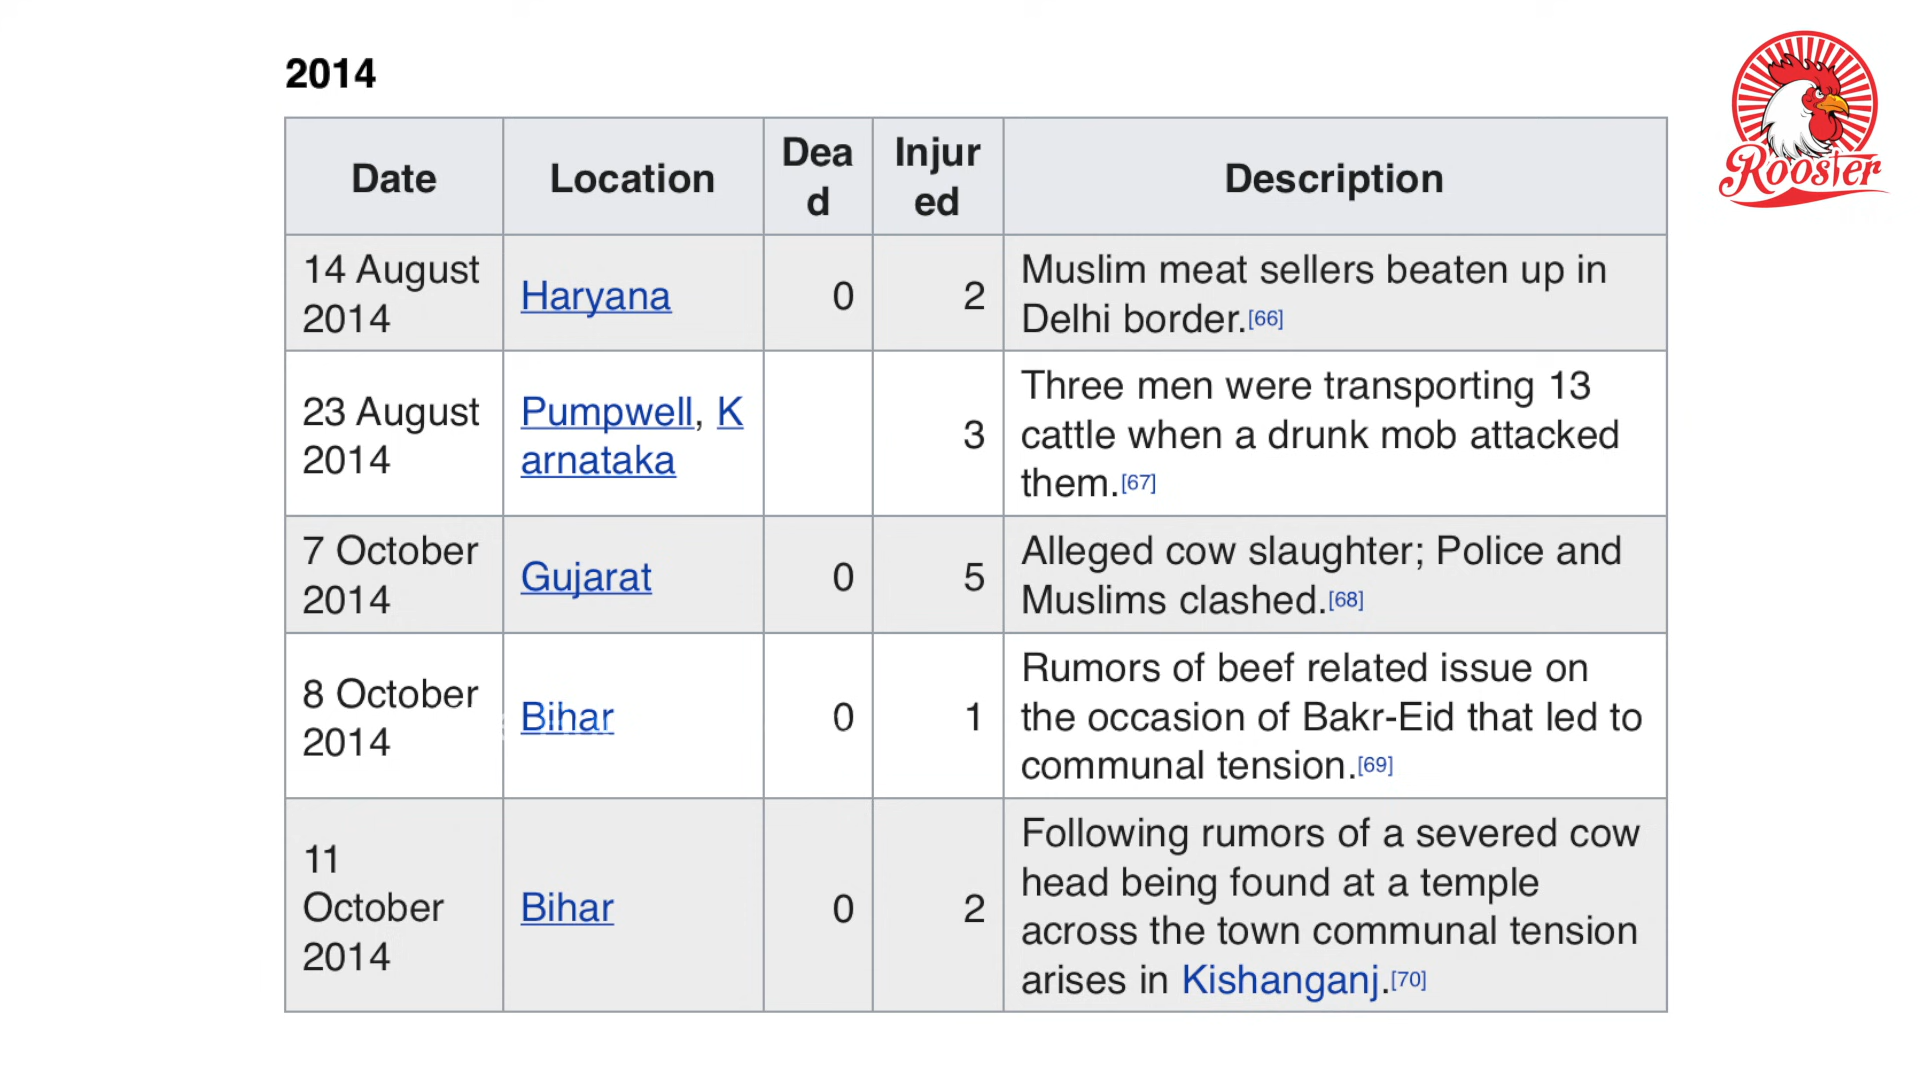 2014
Date
Location
Dea
d
Injur
ed
Description
14 August
2014
Haryana
0
2
Muslim meat sellers beaten up in
Delhi border.[66]
23 August
2014
Pumpwell, K
arnataka
3
Three men were transporting 13
cattle when a drunk mob attacked
them.[67]
7 October
2014
Gujarat
0
5
Alleged cow slaughter; Police and
Muslims clashed.[68]
8 October
2014
Bihar
0
1
Rumors of beef related issue on
the occasion of Bakr-Eid that led to
communal tension.[69]
11
October
2014
Bihar
0
2
Following rumors of a severed cow
head being found at a temple
across the town communal tension
arises in Kishanganj.[70]
Rooster